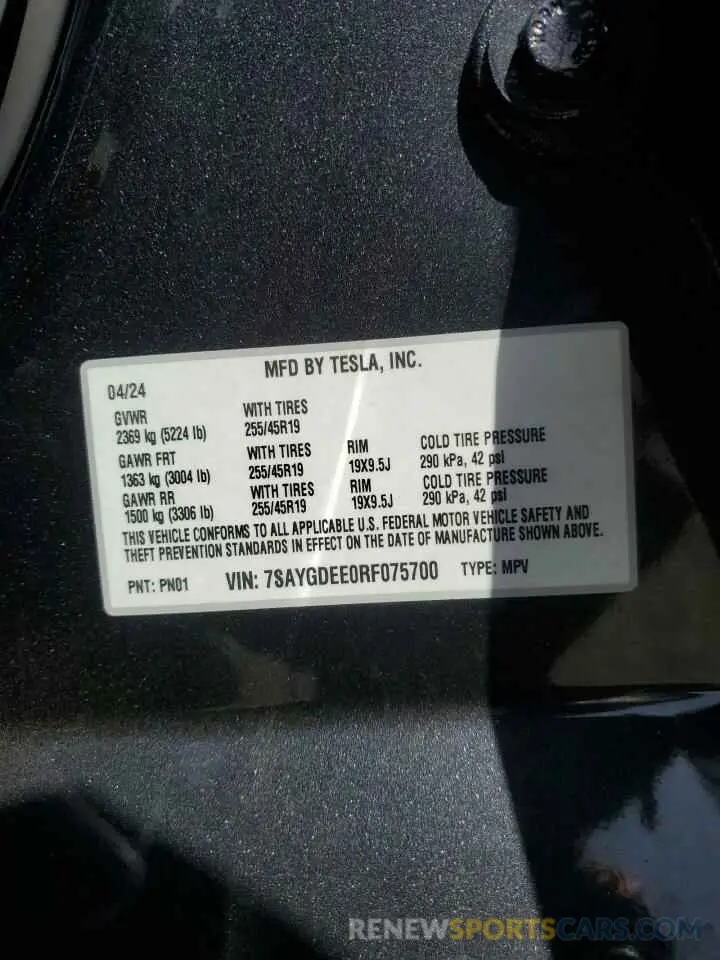 MFD BY TESLA, INC.
04/24
GVWR WITH TIRES
2369 kg (5224 lb) 255/45R19
GAWR FRT WITH TIRES RIM COLD TIRE PRESSURE
1363 kg (3004 lb) 255/45R19 19X9.5J 290 kPa, 42 psi
GAWR RR WITH TIRES RIM COLD TIRE PRESSURE
1500 kg (3306 lb) 255/45R19 19X9.5J 290 kPa, 42 psi
THIS VEHICLE CONFORMS TO ALL APPLICABLE U.S. FEDERAL MOTOR VEHICLE SAFETY AND
THEFT PREVENTION STANDARDS IN EFFECT ON THE DATE OF MANUFACTURE SHOWN ABOVE.
PNT: PN01 VIN: 7SAYGDEE0RF075700 TYPE: MPV
RENEWSPORTSCARS.COM